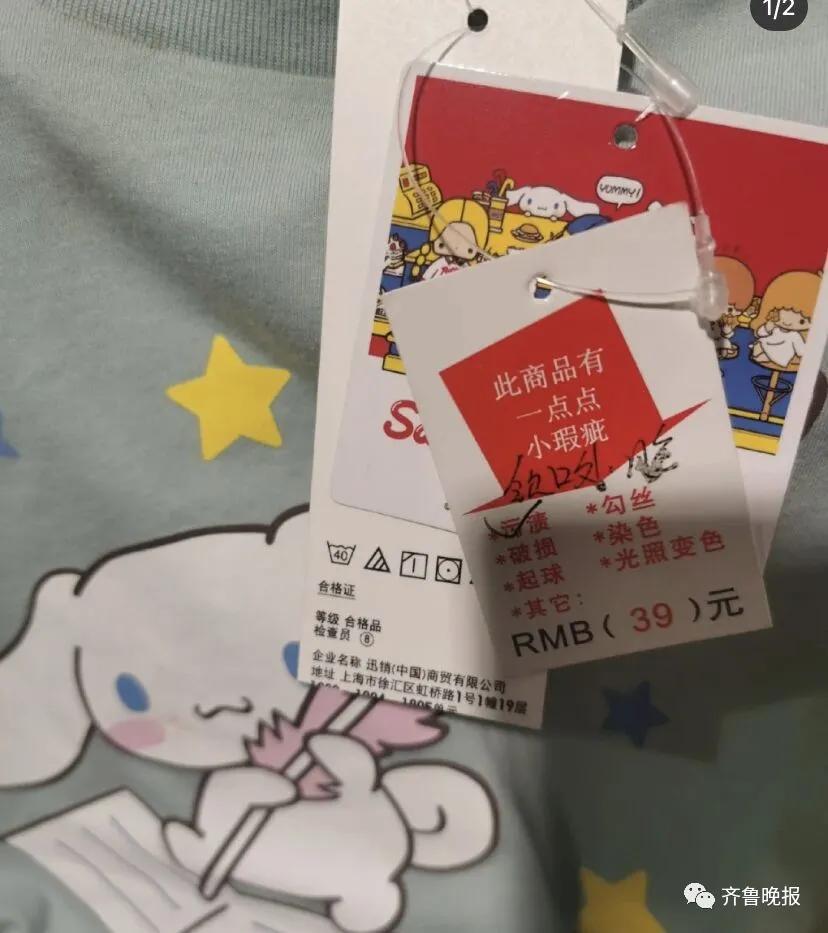 1/2
YUMMY!
此商品有
一点点
小瑕疵
领口处:脏
*污渍 *勾丝
*破损 *染色
*起球 *光照变色
*其它:
RMB( 39 )元
Sa
40
合格证
等级 合格品
检查员 8
企业名称 迅销(中国)商贸有限公司
地址 上海市徐汇区虹桥路1号1幢19层
齐鲁晚报